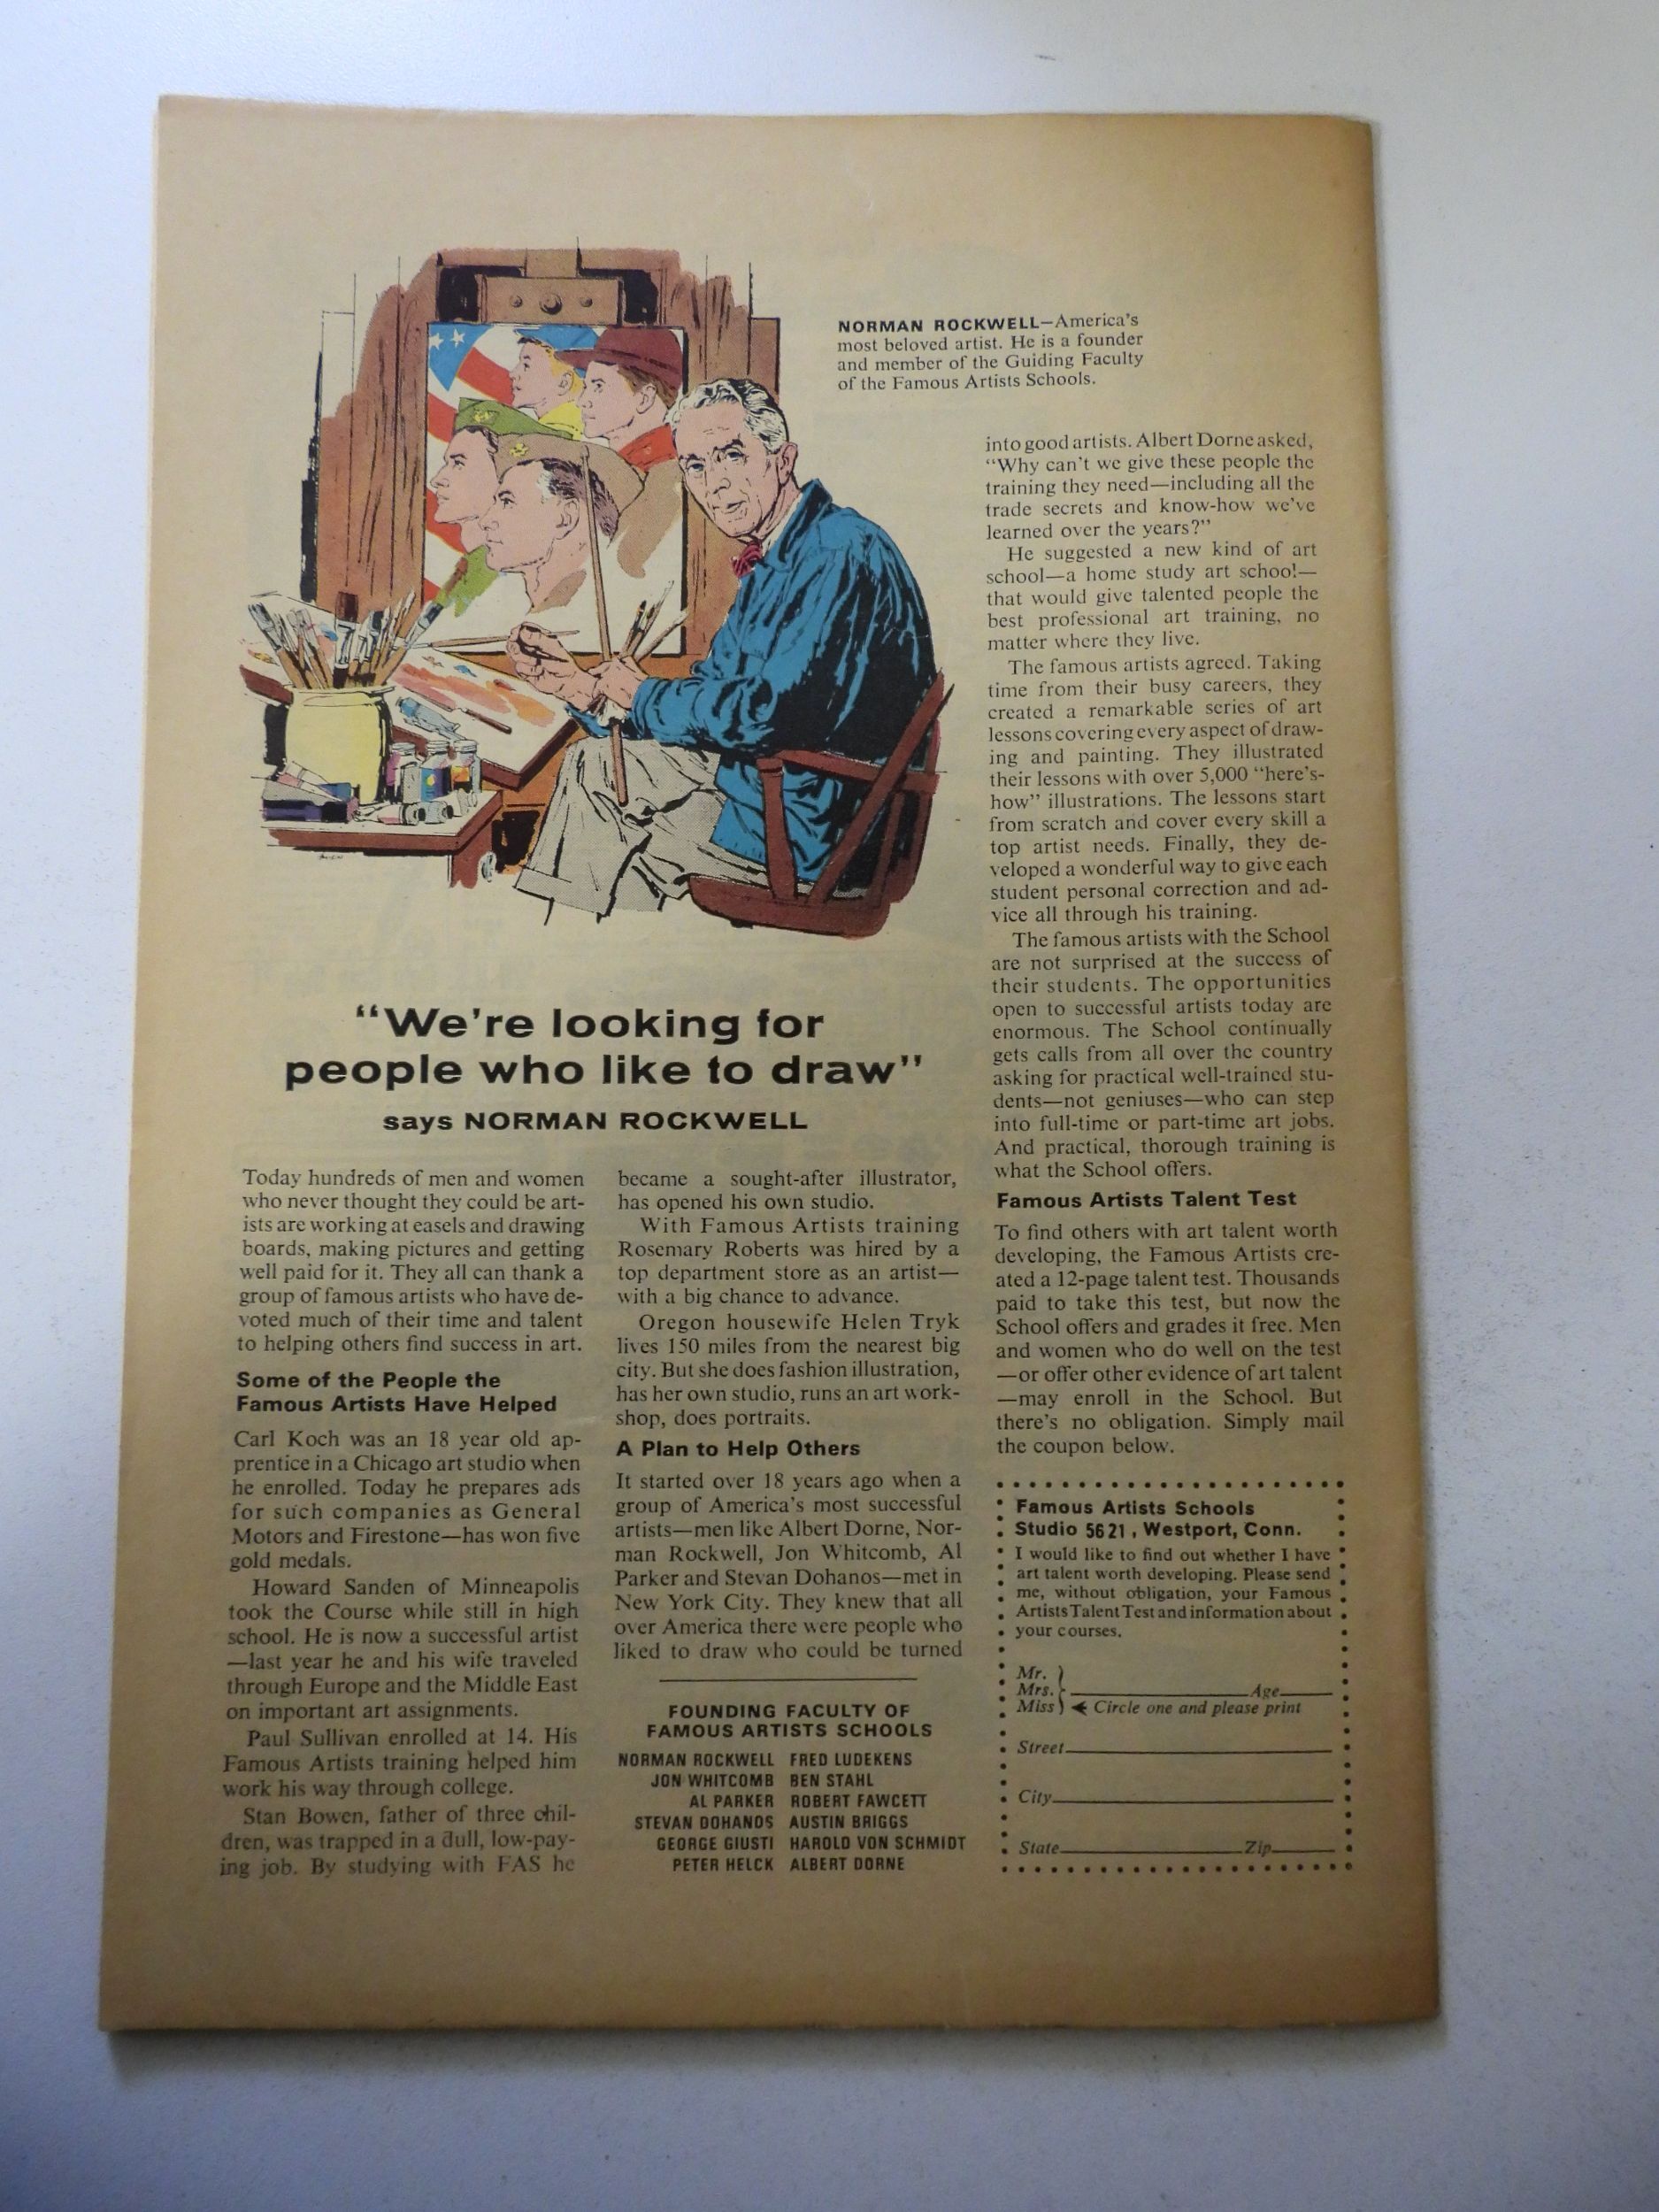 NORMAN ROCKWELL—America's
most beloved artist. He is a founder
and member of the Guiding Faculty
of the Famous Artists Schools.
"We're looking for
people who like to draw"
says NORMAN ROCKWELL
Today hundreds of men and women
who never thought they could be art-
ists are working at easels and drawing
boards, making pictures and getting
well paid for it. They all can thank a
group of famous artists who have de-
voted much of their time and talent
to helping others find success in art.
Some of the People the
Famous Artists Have Helped
Carl Koch was an 18 year old ap-
prentice in a Chicago art studio when
he enrolled. Today he prepares ads
for such companies as General
Motors and Firestone—has won five
gold medals.
Howard Sanden of Minneapolis
took the Course while still in high
school. He is now a successful artist
—last year he and his wife traveled
through Europe and the Middle East
on important art assignments.
Paul Sullivan enrolled at 14. His
Famous Artists training helped him
work his way through college.
Stan Bowen, father of three chil-
dren, was trapped in a dull, low-pay-
ing job. By studying with FAS he
became a sought-after illustrator,
has opened his own studio.
With Famous Artists training
Rosemary Roberts was hired by a
top department store as an artist—
with a big chance to advance.
Oregon housewife Helen Tryk
lives 150 miles from the nearest big
city. But she does fashion illustration,
has her own studio, runs an art work-
shop, does portraits.
A Plan to Help Others
It started over 18 years ago when a
group of America's most successful
artists—men like Albert Dorne, Nor-
man Rockwell, Jon Whitcomb, Al
Parker and Stevan Dohanos—met in
New York City. They knew that all
over America there were people who
liked to draw who could be turned
FOUNDING FACULTY OF
FAMOUS ARTISTS SCHOOLS
NORMAN ROCKWELL FRED LUDEKENS
JON WHITCOMB BEN STAHL
AL PARKER ROBERT FAWCETT
STEVAN DOHANOS AUSTIN BRIGGS
GEORGE GIUSTI HAROLD VON SCHMIDT
PETER HELCK ALBERT DORNE
into good artists. Albert Dorne asked,
"Why can't we give these people the
training they need—including all the
trade secrets and know-how we've
learned over the years?"
He suggested a new kind of art
school—a home study art school—
that would give talented people the
best professional art training, no
matter where they live.
The famous artists agreed. Taking
time from their busy careers, they
created a remarkable series of art
lessons covering every aspect of draw-
ing and painting. They illustrated
their lessons with over 5,000 "here's-
how" illustrations. The lessons start
from scratch and cover every skill a
top artist needs. Finally, they de-
veloped a wonderful way to give each
student personal correction and ad-
vice all through his training.
The famous artists with the School
are not surprised at the success of
their students. The opportunities
open to successful artists today are
enormous. The School continually
gets calls from all over the country
asking for practical well-trained stu-
dents—not geniuses—who can step
into full-time or part-time art jobs.
And practical, thorough training is
what the School offers.
Famous Artists Talent Test
To find others with art talent worth
developing, the Famous Artists cre-
ated a 12-page talent test. Thousands
paid to take this test, but now the
School offers and grades it free. Men
and women who do well on the test
—or offer other evidence of art talent
—may enroll in the School. But
there's no obligation. Simply mail
the coupon below.
Famous Artists Schools
Studio 5621, Westport, Conn.
I would like to find out whether I have
art talent worth developing. Please send
me, without obligation, your Famous
Artists Talent Test and information about
your courses.
Mr.
Mrs. Age
Miss Circle one and please print
Street
City
State Zip